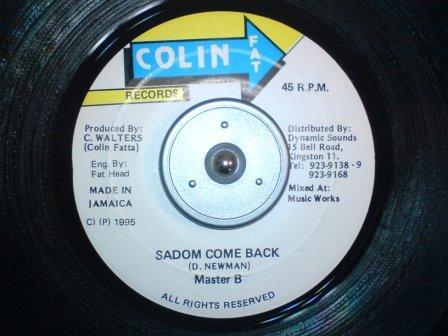 COLIN
FAT
RECORDS
45 R.P.M.
Produced By:
C. WALTERS
(Colin Fatta)
Eng. By:
Fat Head
MADE IN
JAMAICA
C) (P) 1995
Distributed By:
Dynamic Sounds
15 Bell Road,
Kingston 11.
Tel: 923-9138 - 9
923-9168
Mixed At:
Music Works
SADOM COME BACK
(D. NEWMAN)
Master B
ALL RIGHTS RESERVED